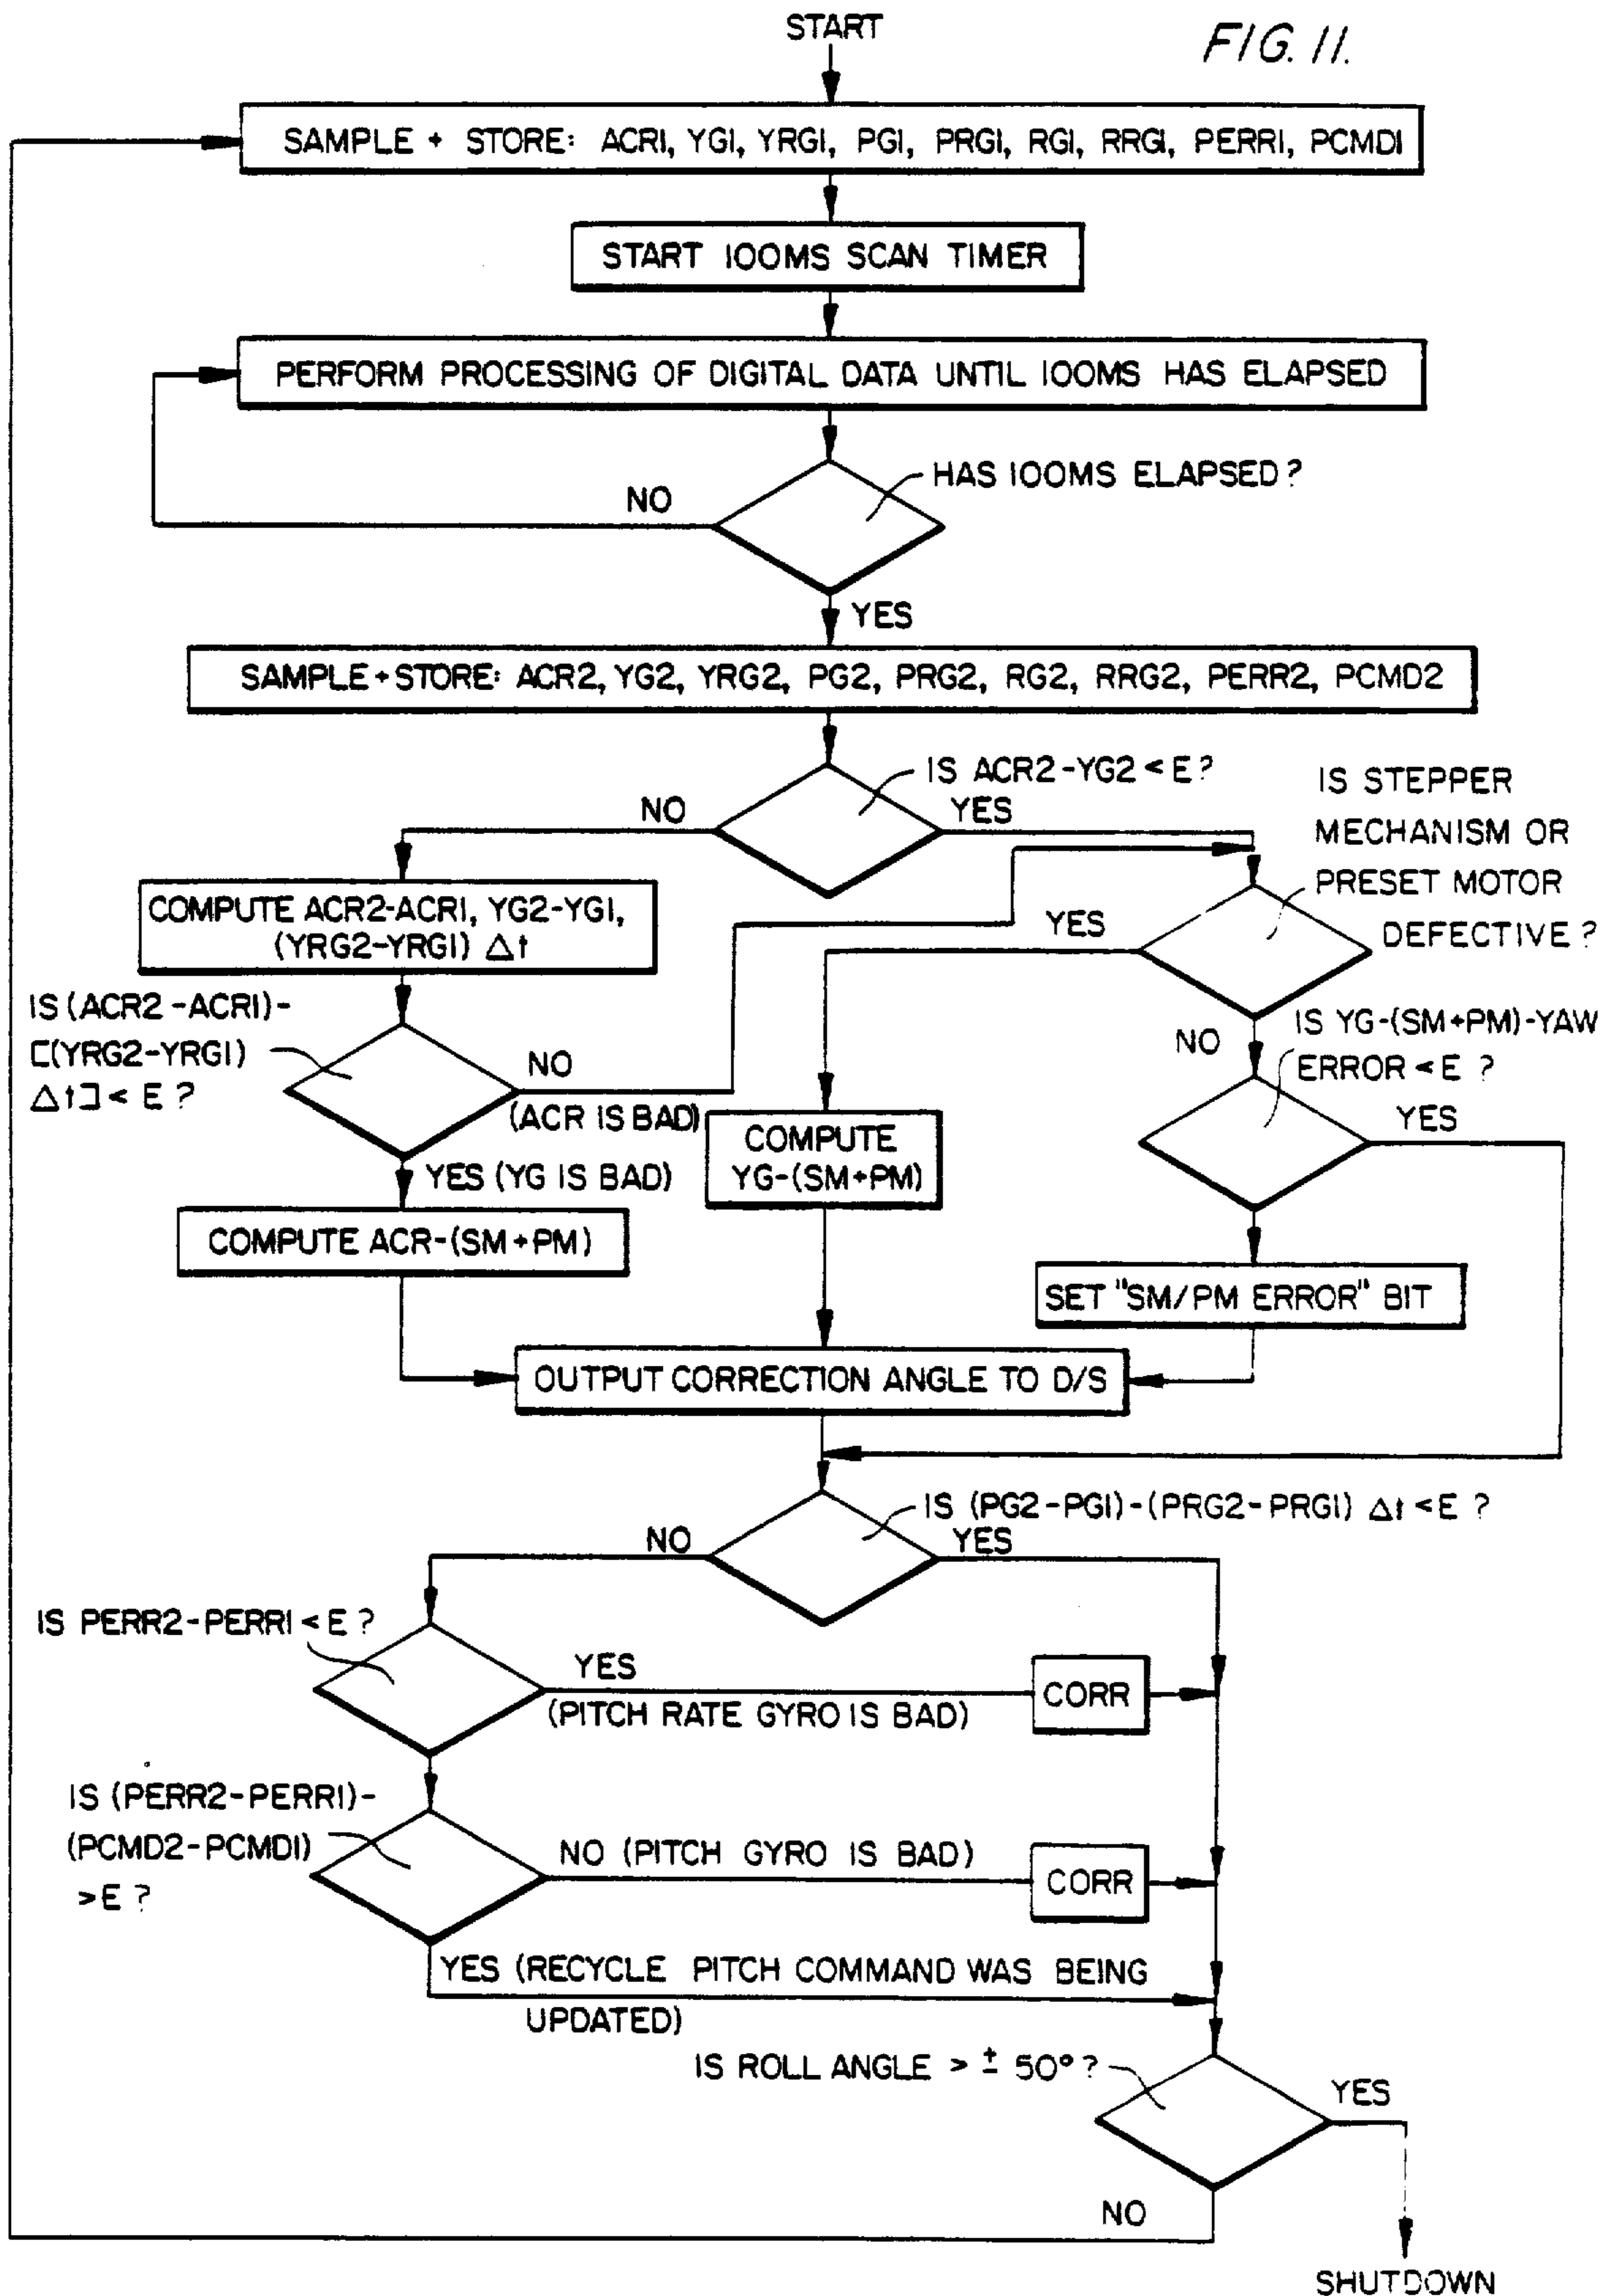 START
FIG. 11.
SAMPLE + STORE: ACR1, YG1, YRG1, PG1, PRG1, RG1, RRG1, PERR1, PCMD1
START 100MS SCAN TIMER
PERFORM PROCESSING OF DIGITAL DATA UNTIL 100MS HAS ELAPSED
HAS 100MS ELAPSED?
NO
YES
SAMPLE+STORE: ACR2, YG2, YRG2, PG2, PRG2, RG2, RRG2, PERR2, PCMD2
IS ACR2-YG2 < E?
NO
YES
IS STEPPER
MECHANISM OR
PRESET MOTOR
DEFECTIVE?
COMPUTE ACR2-ACR1, YG2-YG1,
(YRG2-YRG1) Δt
YES
NO
IS (ACR2-ACR1)-
[(YRG2-YRG1)
Δt] < E ?
NO
(ACR IS BAD)
YES (YG IS BAD)
IS YG-(SM+PM)-YAW
ERROR < E ?
YES
COMPUTE
YG-(SM+PM)
COMPUTE ACR-(SM+PM)
SET "SM/PM ERROR" BIT
OUTPUT CORRECTION ANGLE TO D/S
IS (PG2-PG1)-(PRG2-PRG1) Δt < E ?
NO
YES
IS PERR2-PERR1 < E ?
YES
(PITCH RATE GYRO IS BAD)
CORR
IS (PERR2-PERR1)-
(PCMD2-PCMD1)
>E ?
NO (PITCH GYRO IS BAD)
CORR
YES (RECYCLE PITCH COMMAND WAS BEING
UPDATED)
IS ROLL ANGLE > ± 50° ?
YES
NO
SHUTDOWN